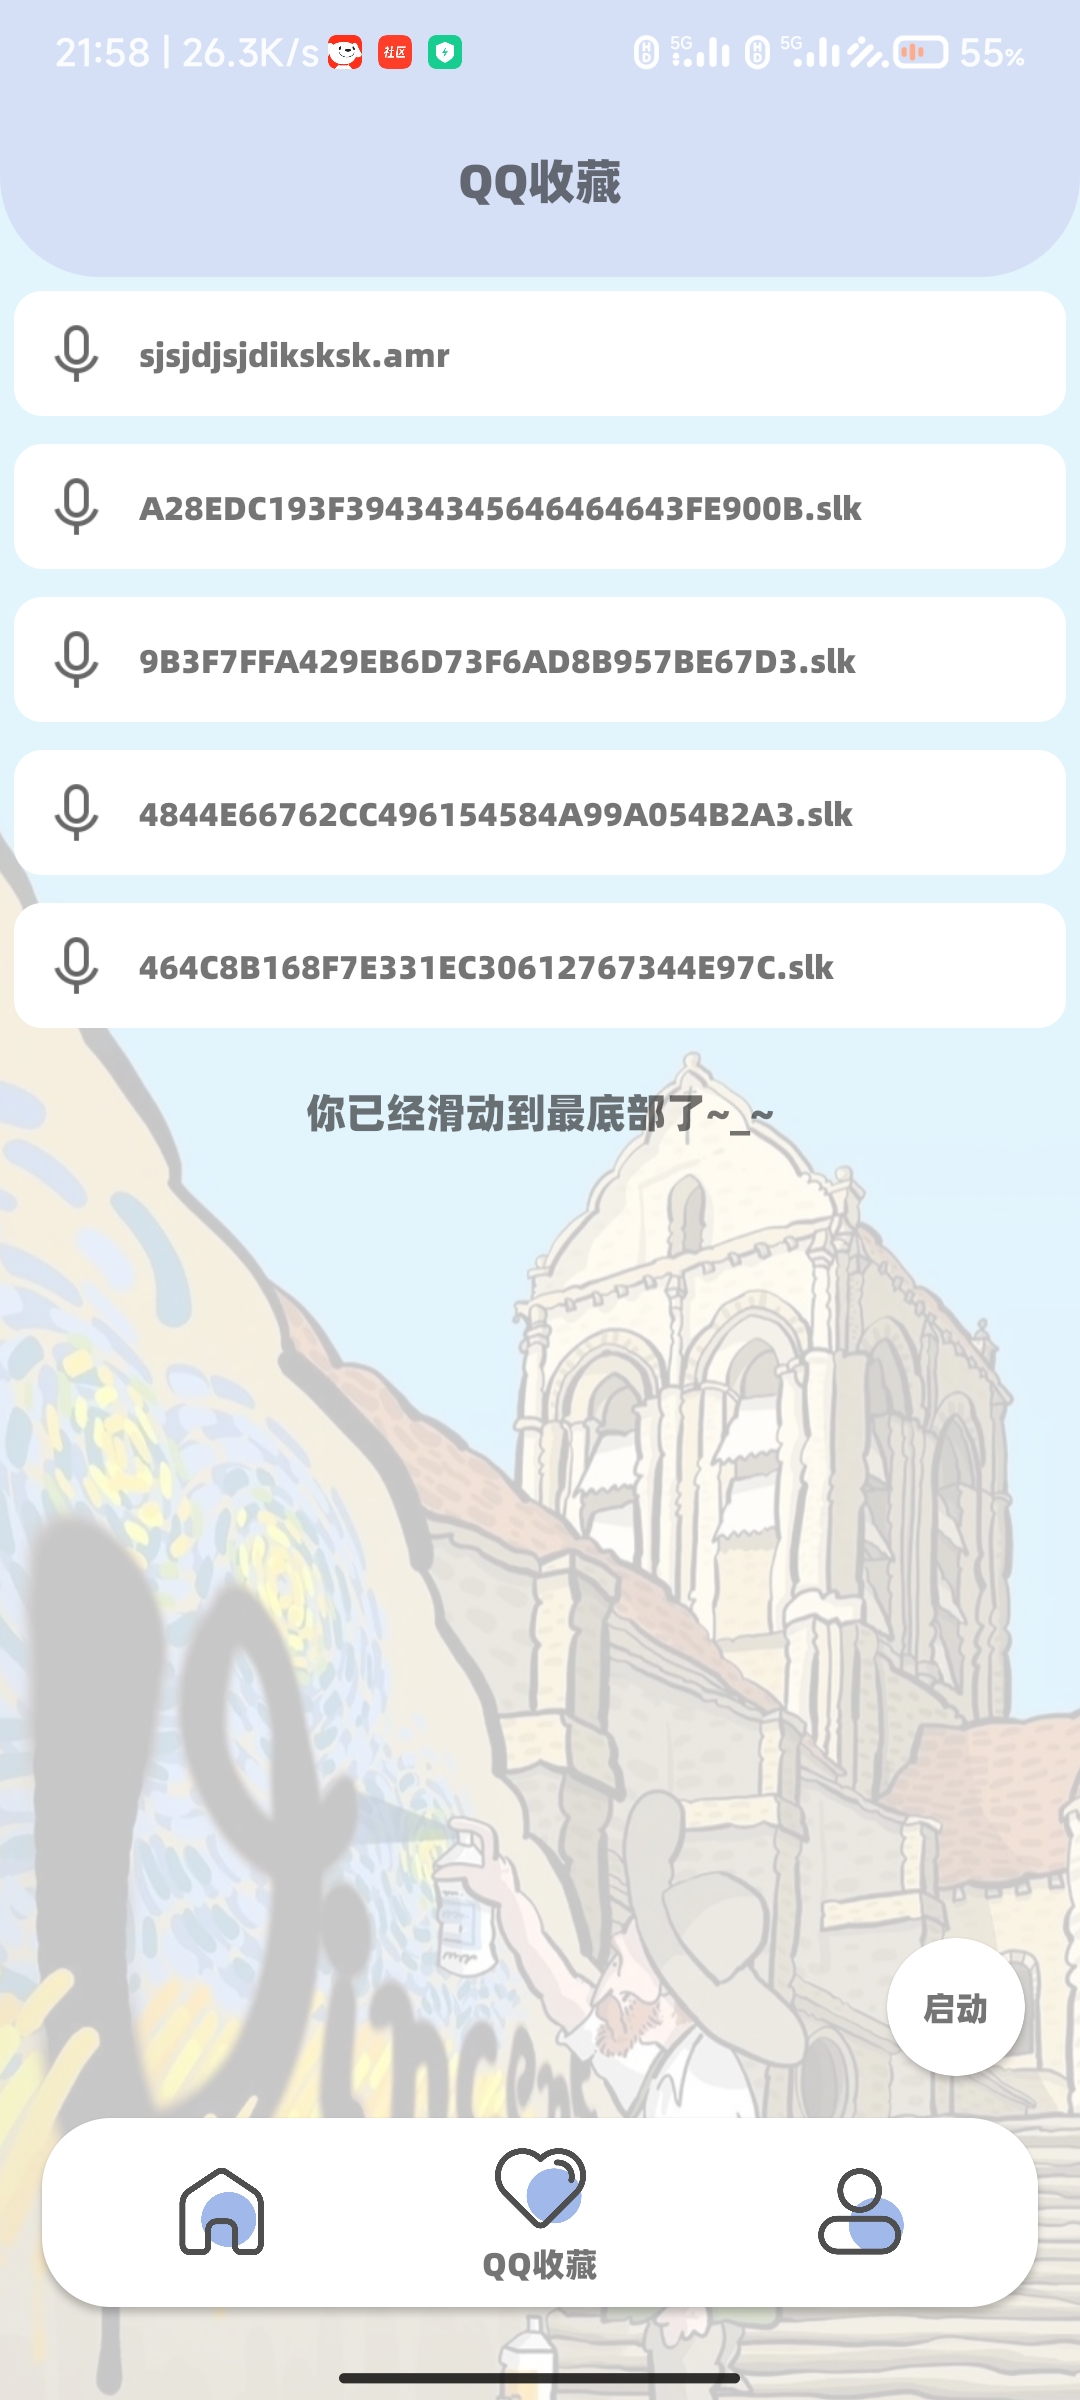 21:58 | 26.3K/s 社区 5G 5G 55%
QQ收藏
sjsjdjsjdiksksk.amr
A28EDC193F39434345646464643FE900B.slk
9B3F7FFA429EB6D73F6AD8B957BE67D3.slk
4844E66762CC496154584A99A054B2A3.slk
464C8B168F7E331EC30612767344E97C.slk
你已经滑动到最底部了~_~
Vincent
启动
QQ收藏